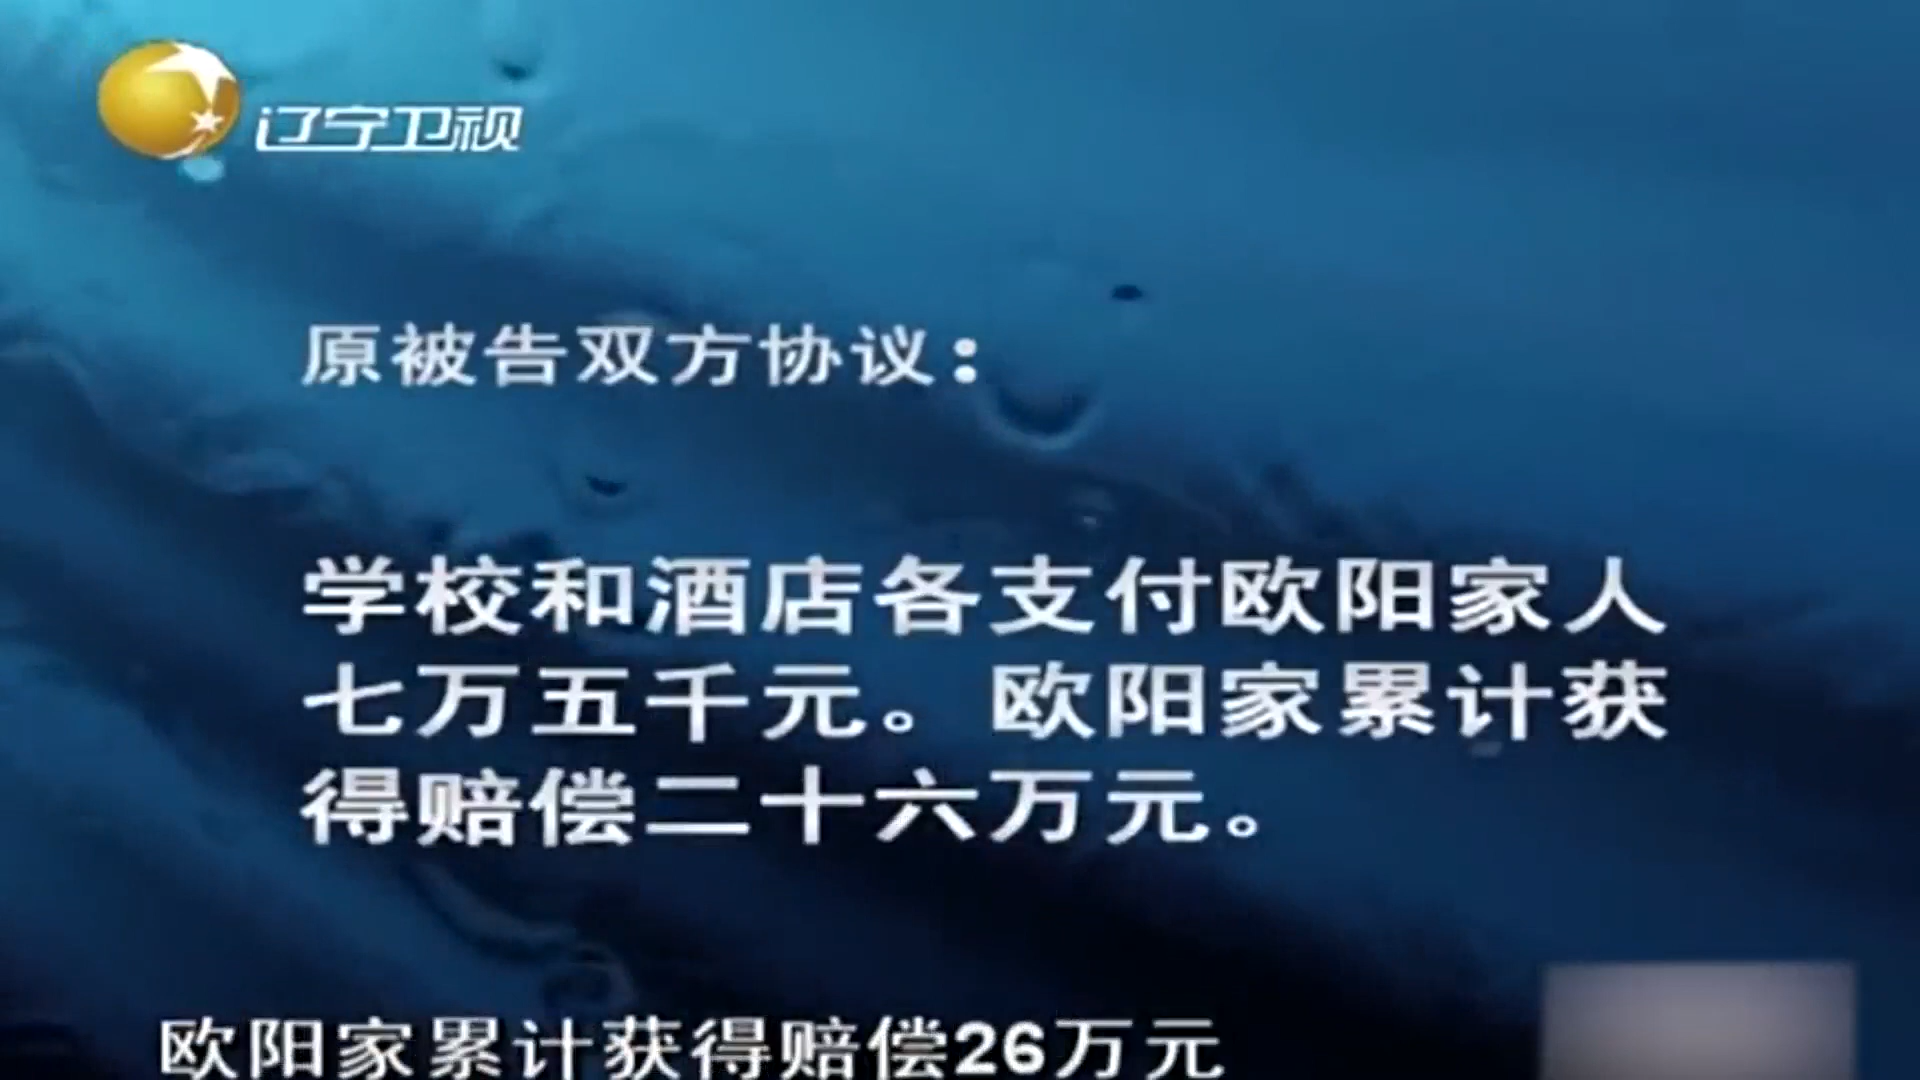 辽宁卫视
原被告双方协议：
学校和酒店各支付欧阳家人
七万五千元。欧阳家累计获
得赔偿二十六万元。
欧阳家累计获得赔偿26万元